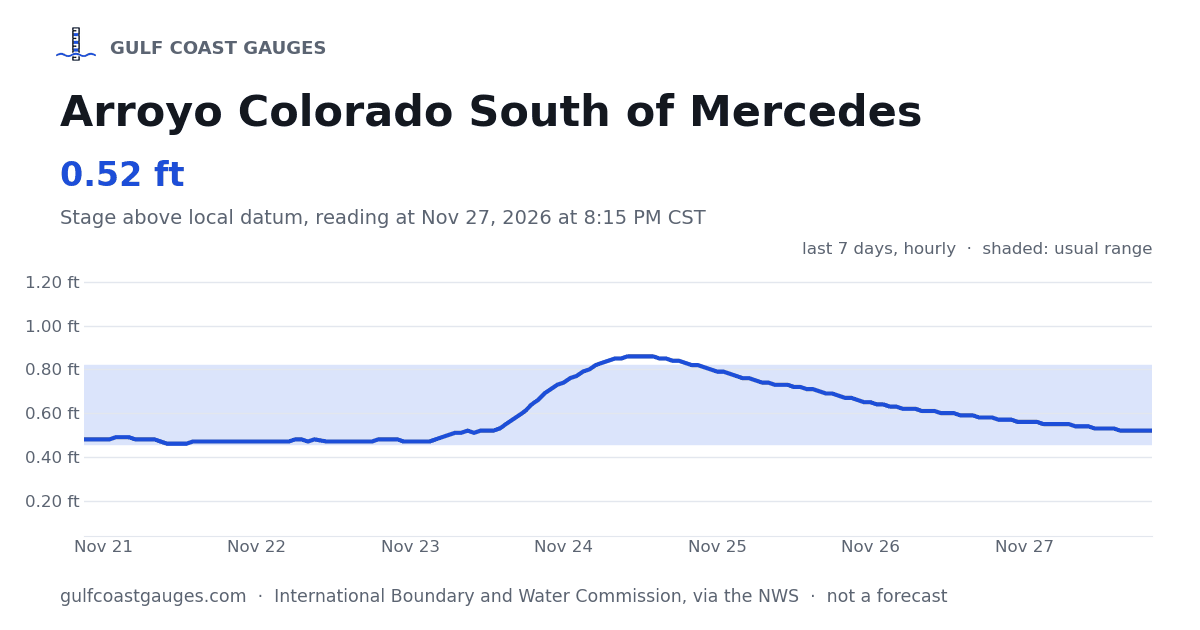 GULF COAST GAUGES
Arroyo Colorado South of Mercedes
0.52 ft
Stage above local datum, reading at Nov 27, 2026 at 8:15 PM CST
last 7 days, hourly · shaded: usual range
1.20 ft
1.00 ft
0.80 ft
0.60 ft
0.40 ft
0.20 ft
Nov 21 Nov 22 Nov 23 Nov 24 Nov 25 Nov 26 Nov 27
gulfcoastgauges.com · International Boundary and Water Commission, via the NWS · not a forecast